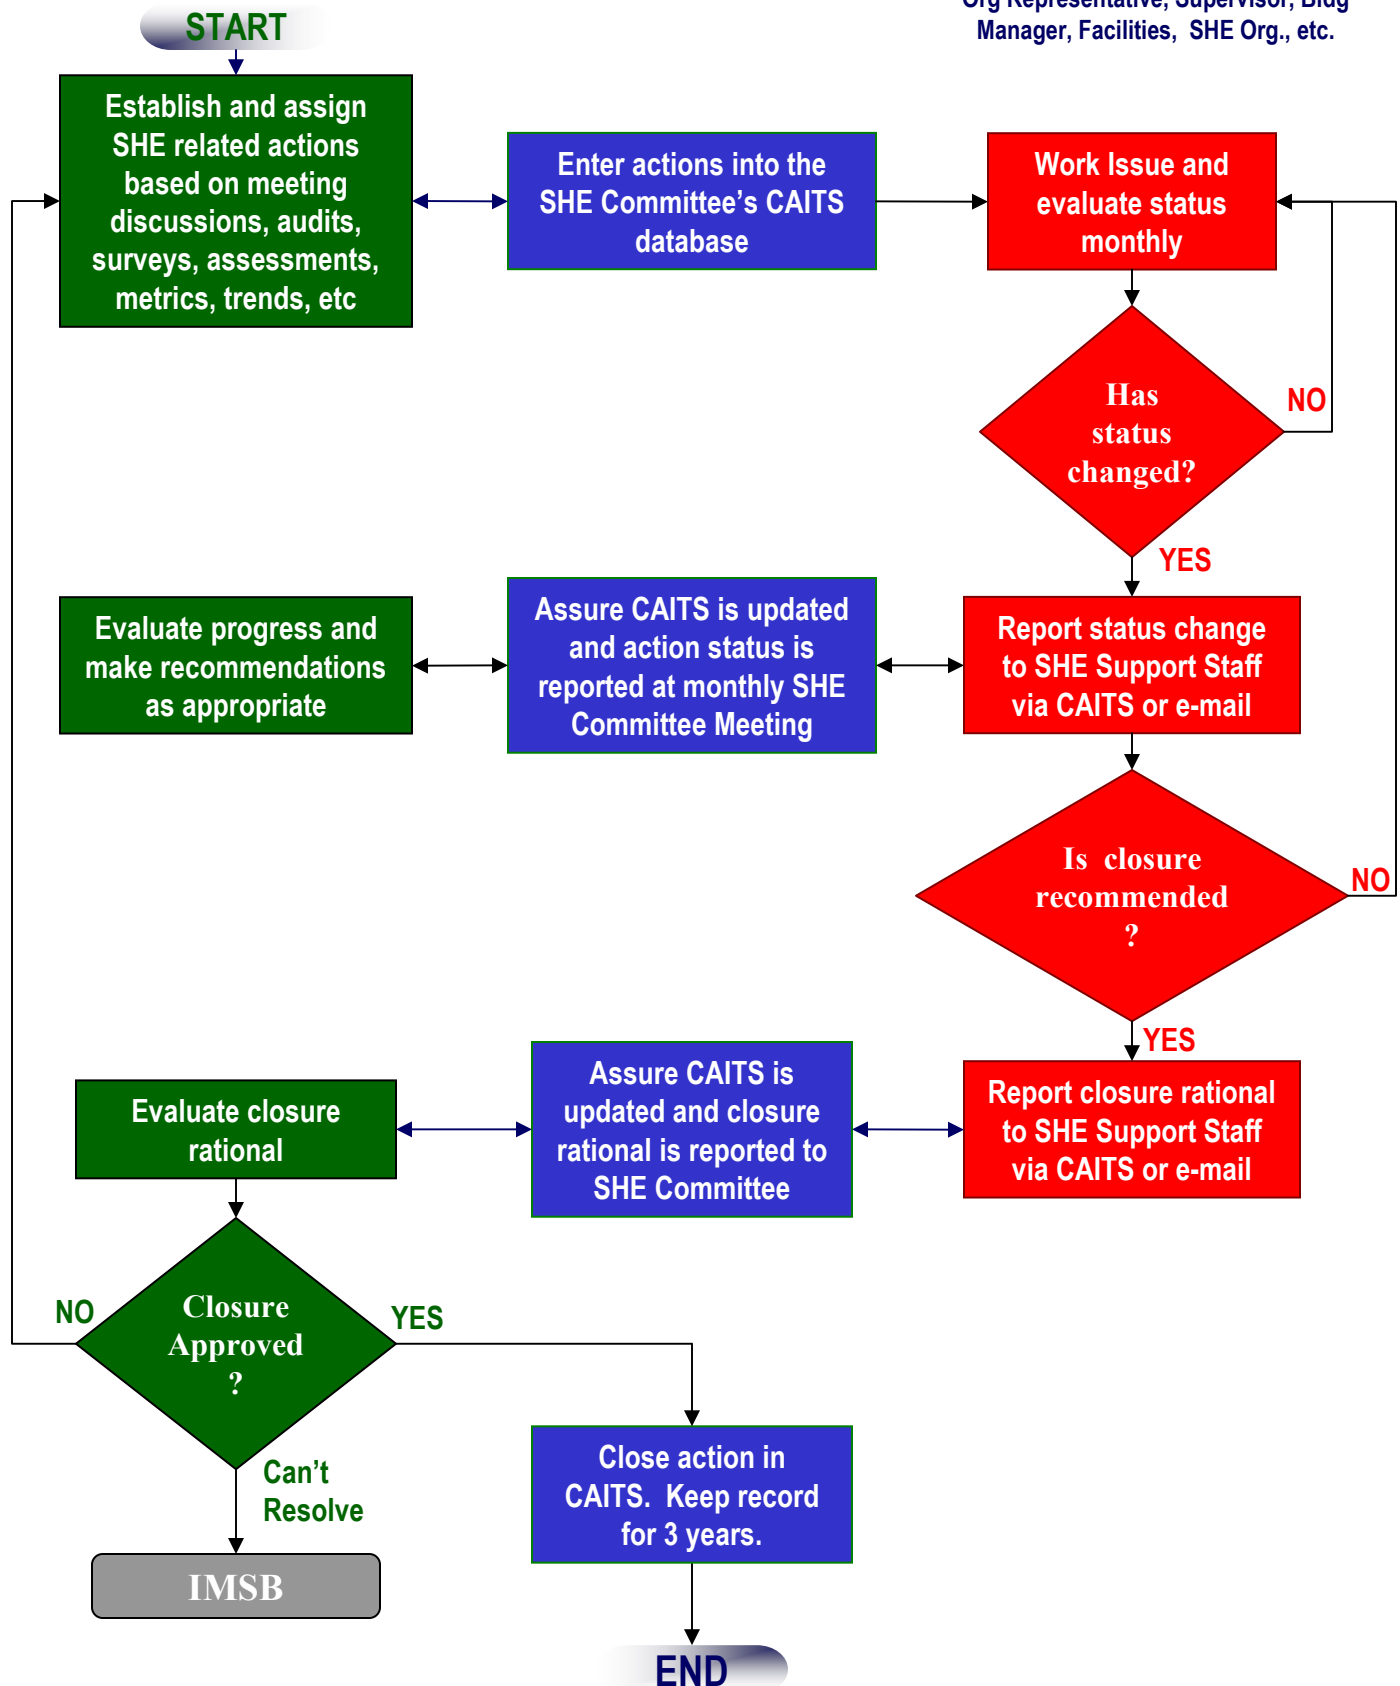 Org Representative, Supervisor, Bldg
Manager, Facilities, SHE Org., etc.
START
Establish and assign
SHE related actions
based on meeting
discussions, audits,
surveys, assessments,
metrics, trends, etc
Enter actions into the
SHE Committee’s CAITS
database
Work Issue and
evaluate status
monthly
Has
status
changed?
NO
YES
Evaluate progress and
make recommendations
as appropriate
Assure CAITS is updated
and action status is
reported at monthly SHE
Committee Meeting
Report status change
to SHE Support Staff
via CAITS or e-mail
Is closure
recommended
?
NO
YES
Evaluate closure
rational
Assure CAITS is
updated and closure
rational is reported to
SHE Committee
Report closure rational
to SHE Support Staff
via CAITS or e-mail
NO
Closure
Approved
?
YES
Can’t
Resolve
IMSB
Close action in
CAITS. Keep record
for 3 years.
END